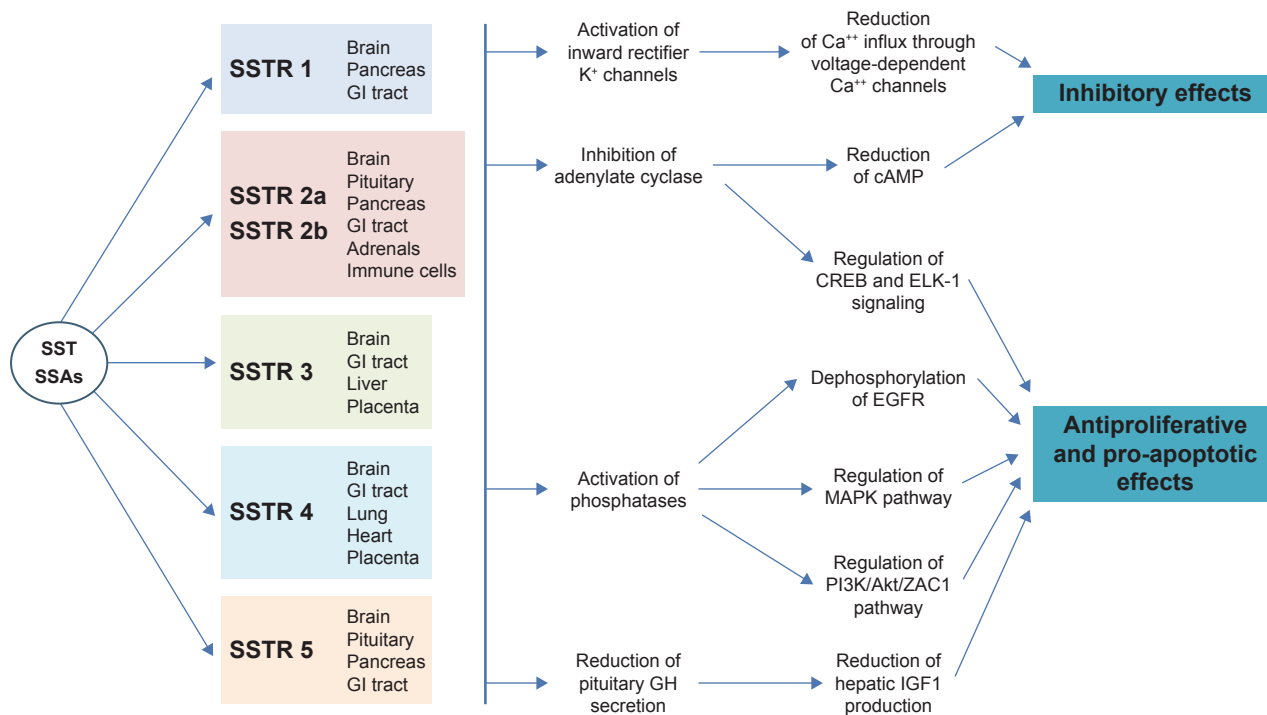 SST
SSAs
SSTR 1
Brain
Pancreas
GI tract
SSTR 2a
SSTR 2b
Brain
Pituitary
Pancreas
GI tract
Adrenals
Immune cells
SSTR 3
Brain
GI tract
Liver
Placenta
SSTR 4
Brain
GI tract
Lung
Heart
Placenta
SSTR 5
Brain
Pituitary
Pancreas
GI tract
Activation of
inward rectifier
K⁺ channels
Reduction
of Ca⁺⁺ influx through
voltage-dependent
Ca⁺⁺ channels
Inhibitory effects
Inhibition of
adenylate cyclase
Reduction
of cAMP
Regulation of
CREB and ELK-1
signaling
Activation of
phosphatases
Dephosphorylation
of EGFR
Regulation of
MAPK pathway
Regulation of
PI3K/Akt/ZAC1
pathway
Antiproliferative
and pro-apoptotic
effects
Reduction of
pituitary GH
secretion
Reduction of
hepatic IGF1
production